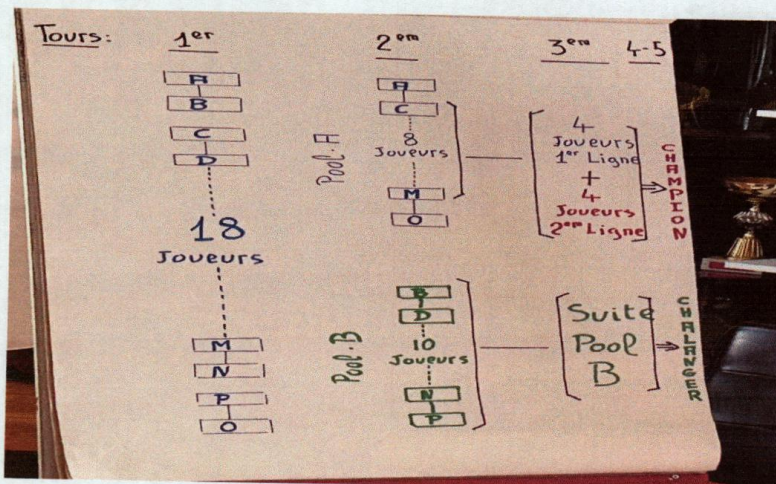 Tours: 1er 2em 3em 4-5
A
B
C
D
18
Joueurs
M
N
P
O
Pool.A
A
C
8
Joueurs
M
O
Pool.B
B
D
10
Joueurs
N
P
4
Joueurs
1er Ligne
+
4
Joueurs
2em Ligne
CHAMPION
Suite
Pool
B
CHALANGER